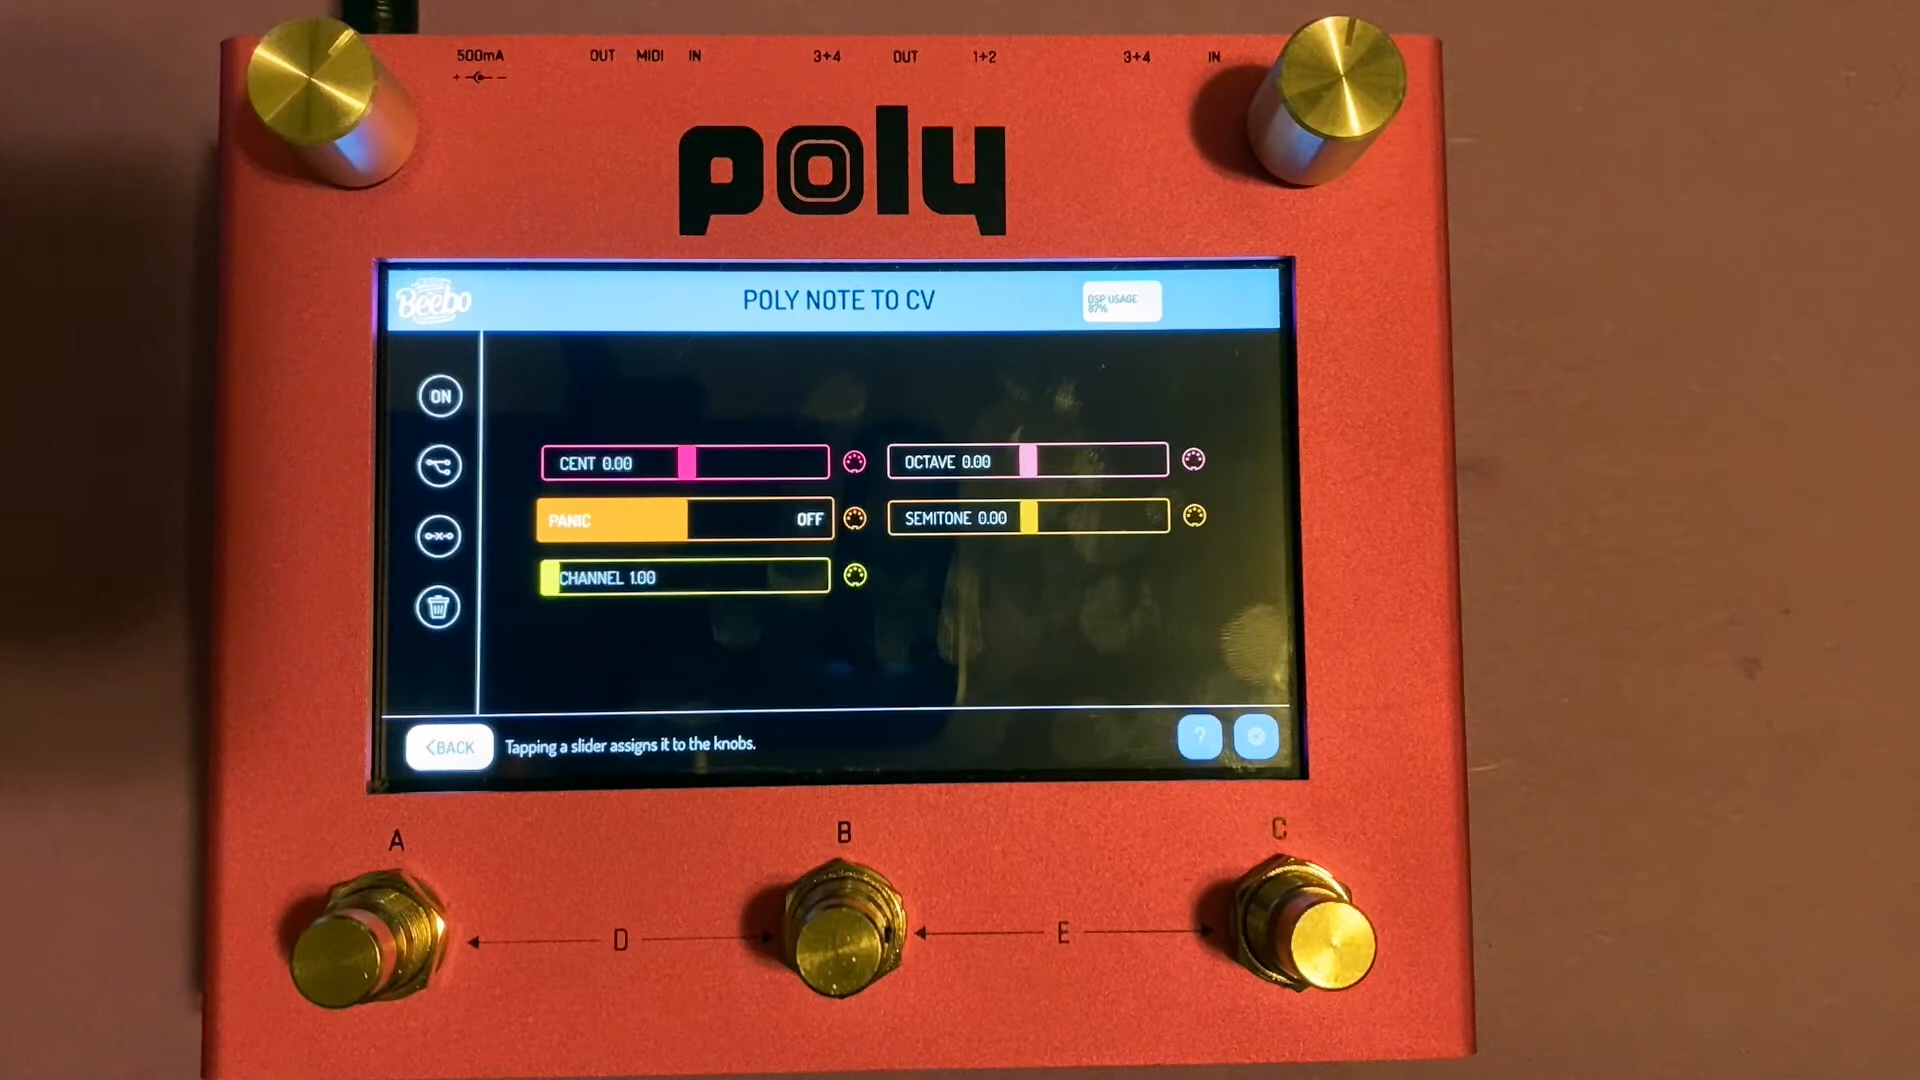 500mA
OUT MIDI IN
3+4 OUT 1+2
3+4 IN
+ -
poly
Beebo
POLY NOTE TO CV
DSP USAGE
87%
ON
CENT 0.00
OCTAVE 0.00
PANIC OFF
SEMITONE 0.00
CHANNEL 1.00
<BACK
Tapping a slider assigns it to the knobs.
?
A B C
D E